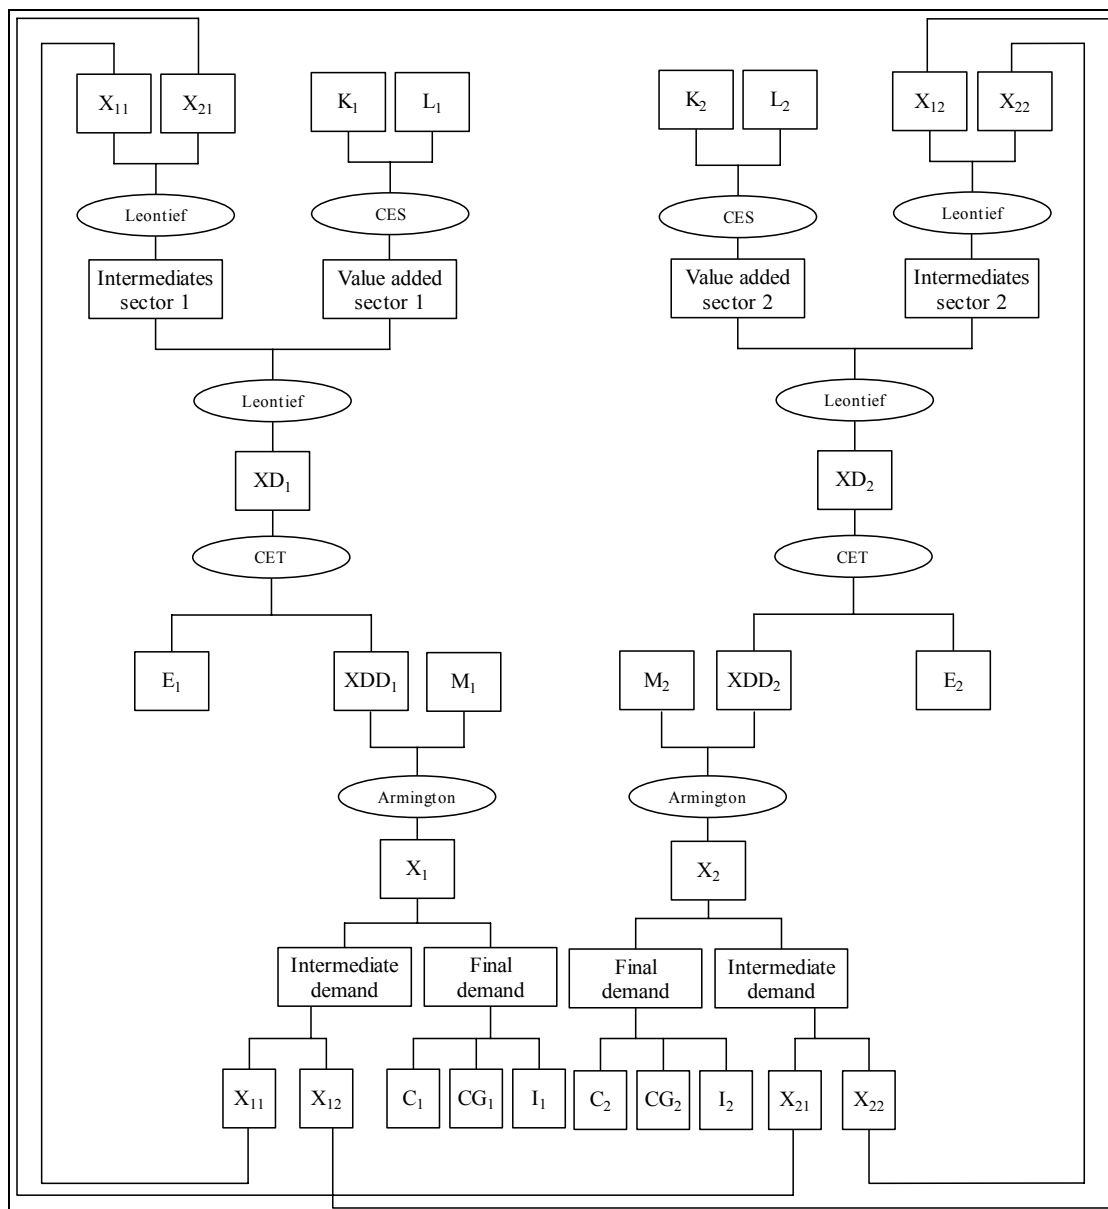 X₁₁ X₂₁ K₁ L₁ K₂ L₂ X₁₂ X₂₂
Leontief CES CES Leontief
Intermediates sector 1
Value added sector 1
Value added sector 2
Intermediates sector 2
Leontief Leontief
XD₁ XD₂
CET CET
E₁ XDD₁ M₁ M₂ XDD₂ E₂
Armington Armington
X₁ X₂
Intermediate demand
Final demand
Final demand
Intermediate demand
X₁₁ X₁₂ C₁ CG₁ I₁ C₂ CG₂ I₂ X₂₁ X₂₂